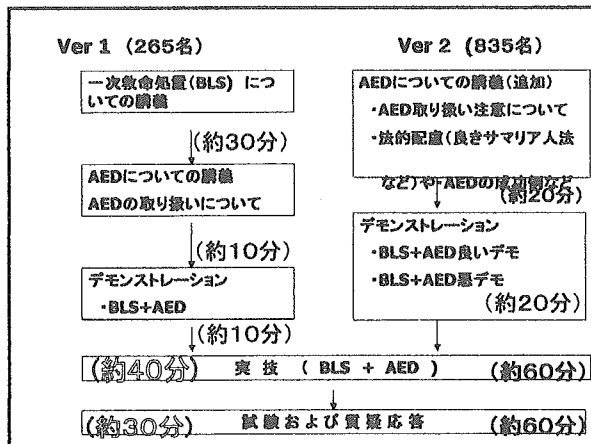 Ver 1 (265名)
一次救命処置(BLS) につ
いての講義
(約30分)
AEDについての講義
AEDの取り扱いについて
(約10分)
デモンストレーション
・BLS+AED
(約10分)
Ver 2 (835名)
AEDについての講義(追加)
・AED取り扱い注意について
・法的配慮(良きサマリア人法
など)や AEDの成功例など
(約20分)
デモンストレーション
・BLS+AED良いデモ
・BLS+AED悪デモ
(約20分)
(約40分) 実技 ( BLS + AED ) (約60分)
(約30分) 試験および質疑応答 (約60分)